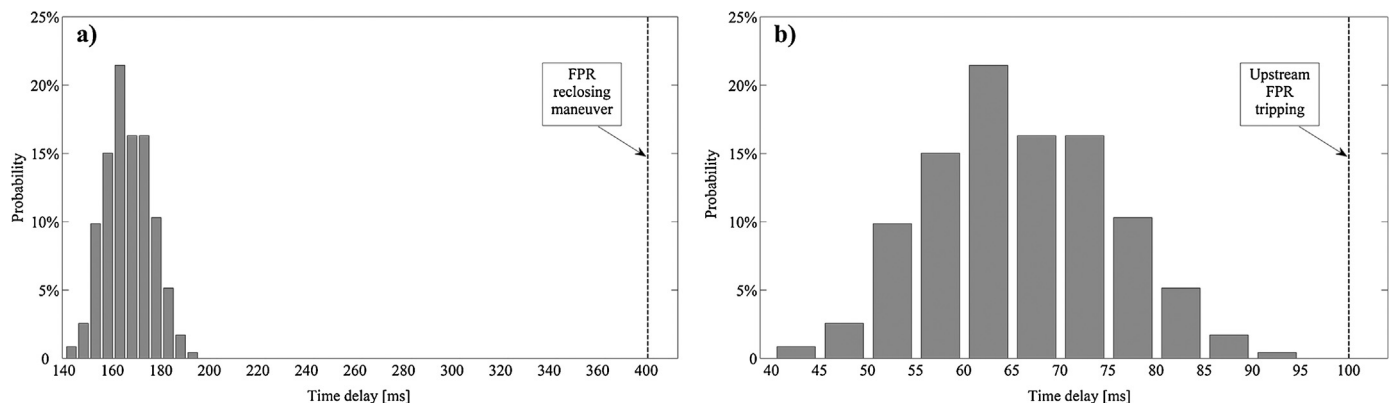 a)
25%
20%
15%
10%
5%
0
Probability
FPR
reclosing
maneuver
140 160 180 200 220 240 260 280 300 320 340 360 400
Time delay [ms]
b)
25%
20%
15%
10%
5%
0
Probability
Upstream
FPR
tripping
40 45 50 55 60 65 70 75 80 85 90 95 100
Time delay [ms]